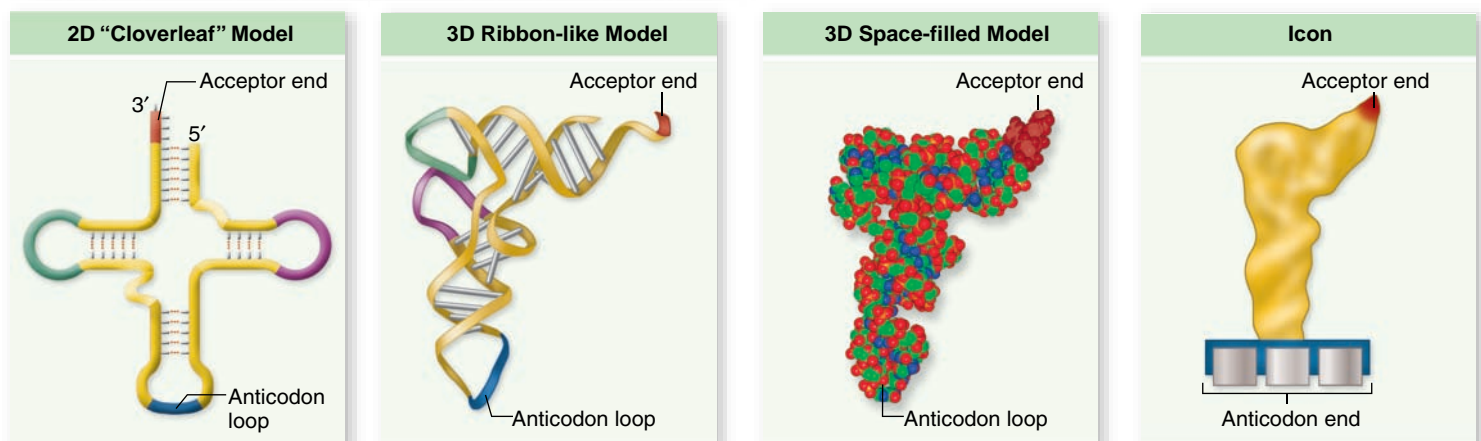 2D “Cloverleaf” Model
Acceptor end
3′
5′
Anticodon
loop
3D Ribbon-like Model
Acceptor end
Anticodon loop
3D Space-filled Model
Acceptor end
Anticodon loop
Icon
Acceptor end
Anticodon end